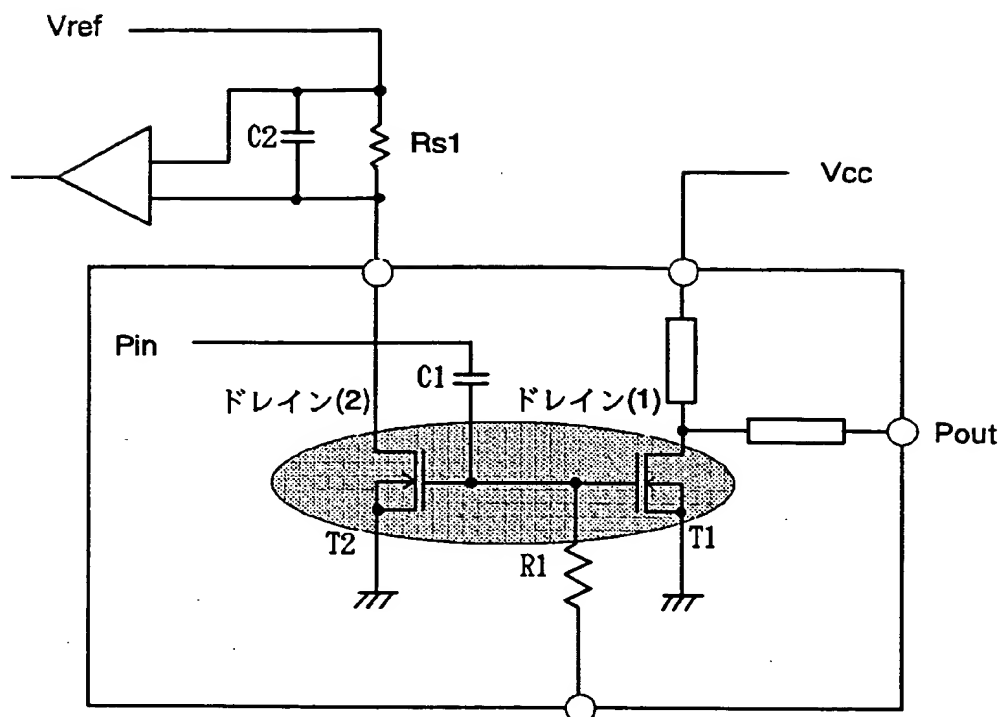 Vref
C2
Rs1
Vcc
Pin
C1
ドレイン(2)
ドレイン(1)
Pout
T2
R1
T1